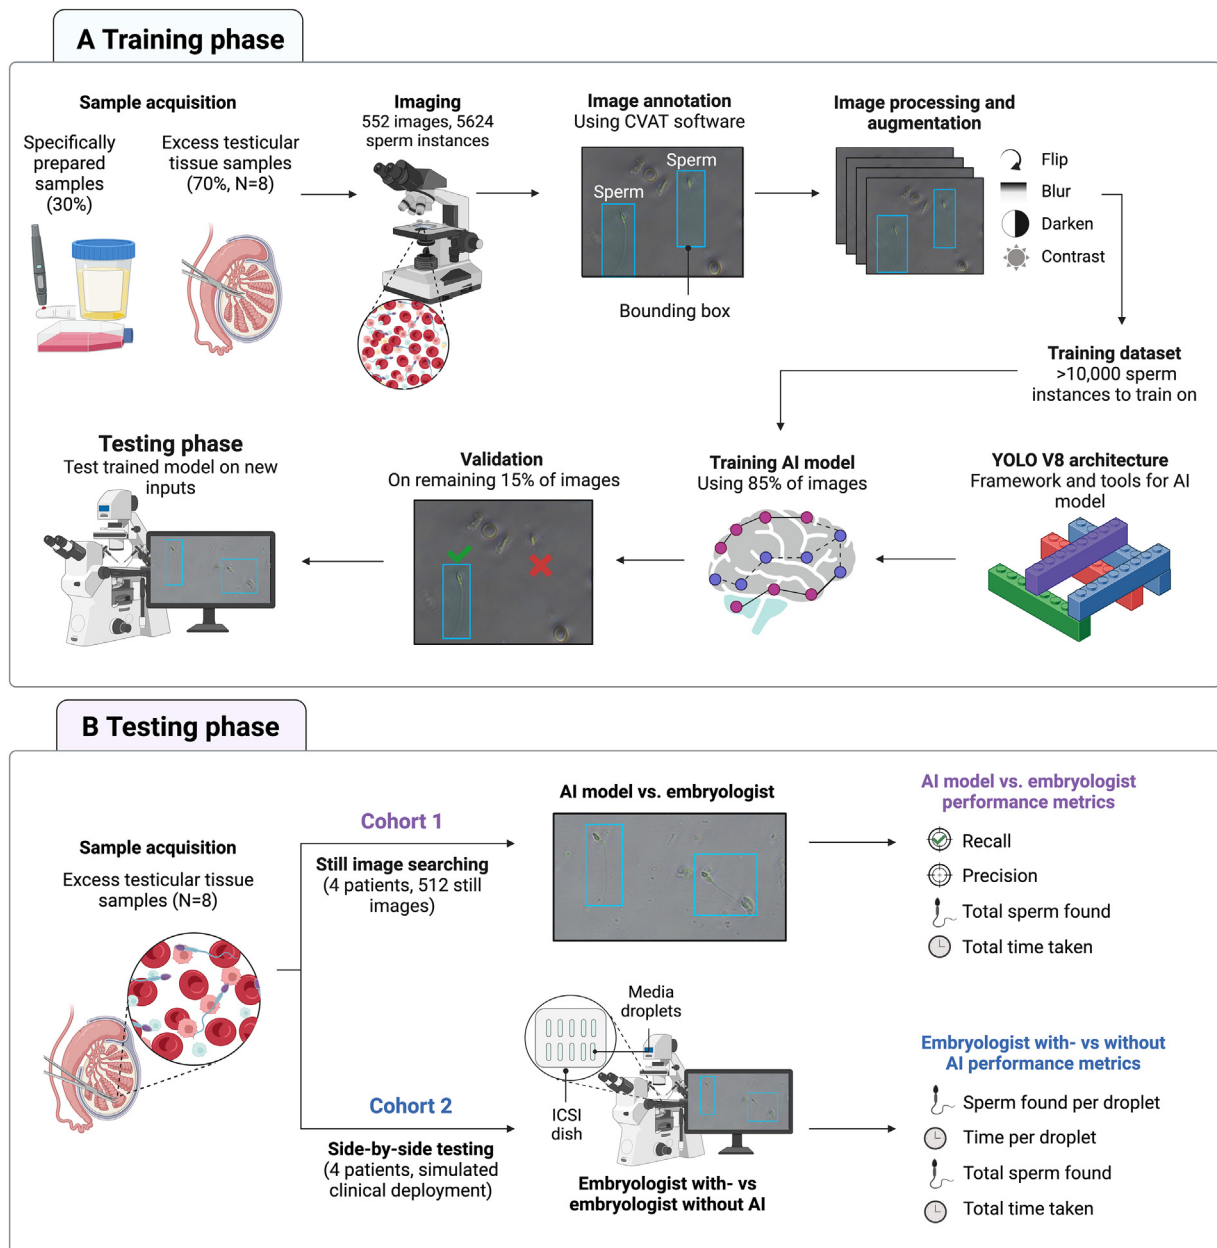 A Training phase
Sample acquisition
Specifically
prepared
samples
(30%)
Excess testicular
tissue samples
(70%, N=8)
Imaging
552 images, 5624
sperm instances
Image annotation
Using CVAT software
Sperm
Sperm
Bounding box
Image processing and
augmentation
Flip
Blur
Darken
Contrast
Training dataset
>10,000 sperm
instances to train on
YOLO V8 architecture
Framework and tools for AI
model
Training AI model
Using 85% of images
Validation
On remaining 15% of images
Testing phase
Test trained model on new
inputs
B Testing phase
Sample acquisition
Excess testicular tissue
samples (N=8)
Cohort 1
Still image searching
(4 patients, 512 still
images)
AI model vs. embryologist
AI model vs. embryologist
performance metrics
Recall
Precision
Total sperm found
Total time taken
Cohort 2
Side-by-side testing
(4 patients, simulated
clinical deployment)
Media
droplets
ICSI
dish
Embryologist with- vs
embryologist without AI
Embryologist with- vs without
AI performance metrics
Sperm found per droplet
Time per droplet
Total sperm found
Total time taken